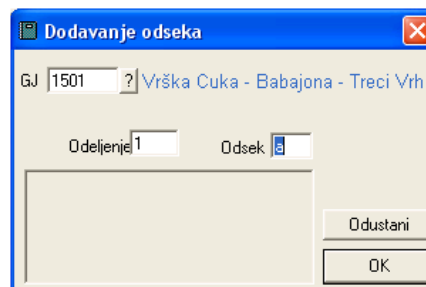 Dodavanje odseka
GJ 1501 ? Vrška Cuka - Babajona - Treci Vrh
Odeljenje 1 Odsek a
Odustani
OK